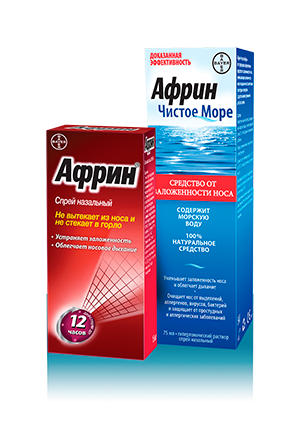 ДОКАЗАННАЯ
ЭФФЕКТИВНОСТЬ
BAYER
Африн
Чистое Море
СРЕДСТВО ОТ
ЗАЛОЖЕННОСТИ НОСА
СОДЕРЖИТ
МОРСКУЮ
ВОДУ
100%
НАТУРАЛЬНОЕ
СРЕДСТВО
Уменьшает заложенность носа
и облегчает дыхание
Очищает нос от выделений,
аллергенов, вирусов, бактерий
и защищает от простудных
и аллергических заболеваний
75 мл • гипертонический раствор
спрей назальный
BAYER
Африн®
Спрей назальный
Не вытекает из носа и
не стекает в горло
• Устраняет заложенность
• Облегчает носовое дыхание
12
часов